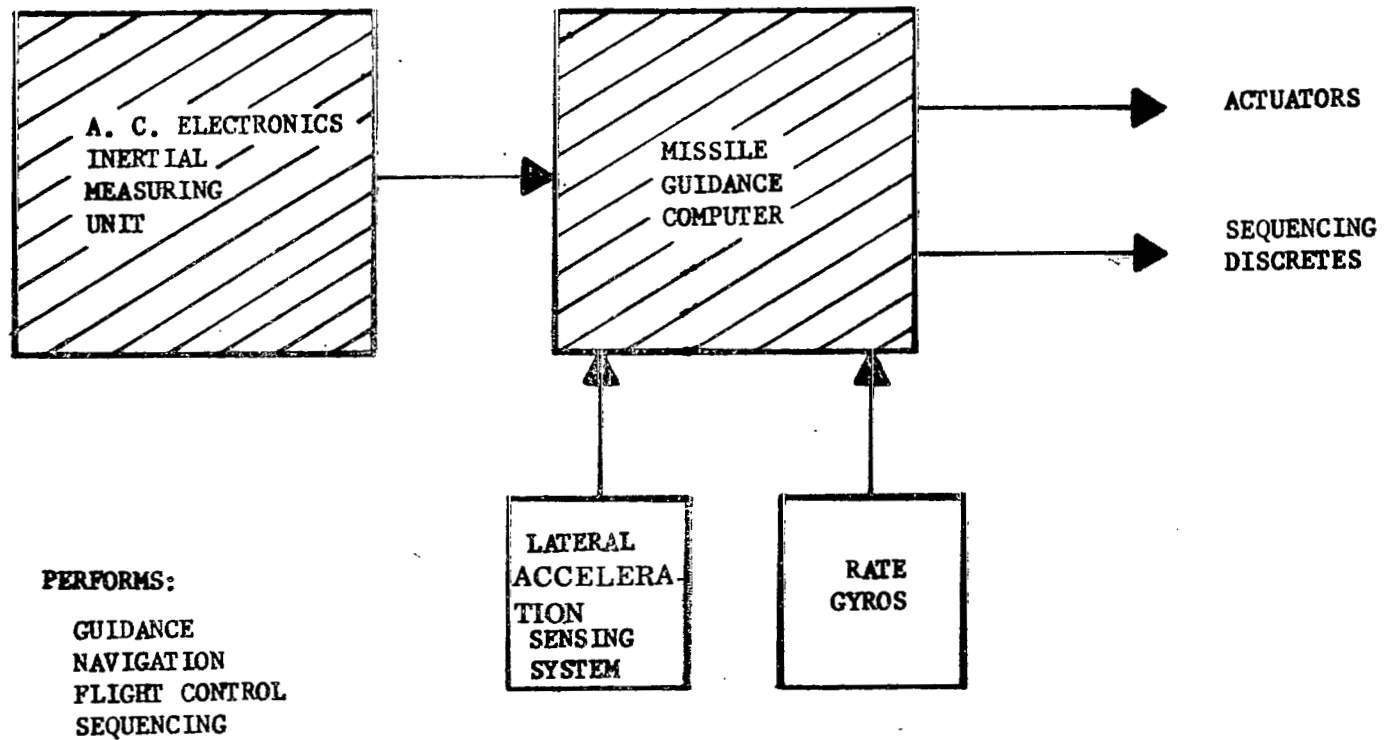 A. C. ELECTRONICS
INERTIAL
MEASURING
UNIT
MISSILE
GUIDANCE
COMPUTER
ACTUATORS
SEQUENCING
DISCRETES
LATERAL
ACCELERA-
TION
SENSING
SYSTEM
RATE
GYROS
PERFORMS:
GUIDANCE
NAVIGATION
FLIGHT CONTROL
SEQUENCING